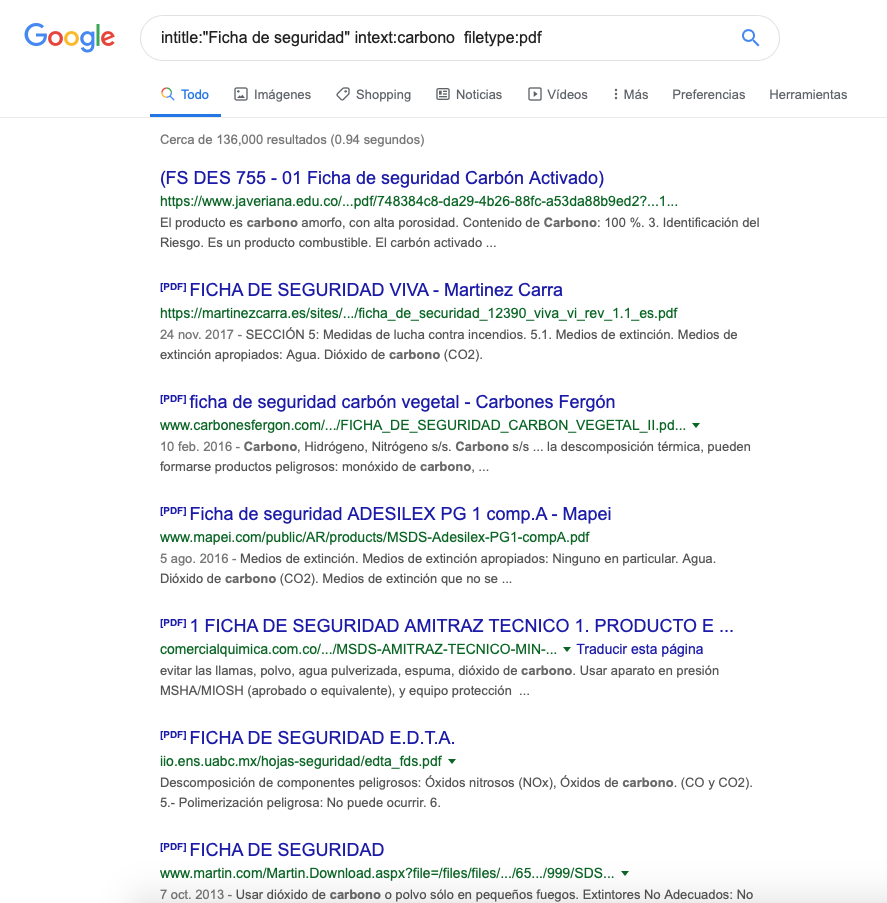 Google
intitle:"Ficha de seguridad" intext:carbono filetype:pdf
Todo Imágenes Shopping Noticias Vídeos Más Preferencias Herramientas
Cerca de 136,000 resultados (0.94 segundos)
(FS DES 755 - 01 Ficha de seguridad Carbón Activado)
https://www.javeriana.edu.co/...pdf/748384c8-da29-4b26-88fc-a53da88b9ed2?...1...
El producto es carbono amorfo, con alta porosidad. Contenido de Carbono: 100 %. 3. Identificación del
Riesgo. Es un producto combustible. El carbón activado ...
[PDF] FICHA DE SEGURIDAD VIVA - Martinez Carra
https://martinezcarra.es/sites/.../ficha_de_securidad_12390_viva_vi_rev_1.1_es.pdf
24 nov. 2017 - SECCIÓN 5: Medidas de lucha contra incendios. 5.1. Medios de extinción. Medios de
extinción apropiados: Agua. Dióxido de carbono (CO2).
[PDF] ficha de seguridad carbón vegetal - Carbones Fergón
www.carbonesfergon.com/.../FICHA_DE_SEGURIDAD_CARBON_VEGETAL_II.pd...
10 feb. 2016 - Carbono, Hidrógeno, Nitrógeno s/s. Carbono s/s ... la descomposición térmica, pueden
formarse productos peligrosos: monóxido de carbono, ...
[PDF] Ficha de seguridad ADESILEX PG 1 comp.A - Mapei
www.mapei.com/public/AR/products/MSDS-Adesilex-PG1-compA.pdf
5 ago. 2016 - Medios de extinción. Medios de extinción apropiados: Ninguno en particular. Agua.
Dióxido de carbono (CO2). Medios de extinción que no se ...
[PDF] 1 FICHA DE SEGURIDAD AMITRAZ TECNICO 1. PRODUCTO E ...
comercialquimica.com.co/.../MSDS-AMITRAZ-TECNICO-MIN-... Traducir esta página
evitar las llamas, polvo, agua pulverizada, espuma, dióxido de carbono. Usar aparato en presión
MSHA/MIOSH (aprobado o equivalente), y equipo protección ...
[PDF] FICHA DE SEGURIDAD E.D.T.A.
iio.ens.uabc.mx/hojas-seguridad/edta_fds.pdf
Descomposición de componentes peligrosos: Óxidos nitrosos (NOx), Óxidos de carbono. (CO y CO2).
5.- Polimerización peligrosa: No puede ocurrir. 6.
[PDF] FICHA DE SEGURIDAD
www.martin.com/Martin.Download.aspx?file=/files/files/.../65.../999/SDS...
7 oct. 2013 - Usar dióxido de carbono o polvo sólo en pequeños fuegos. Extintores No Adecuados: No